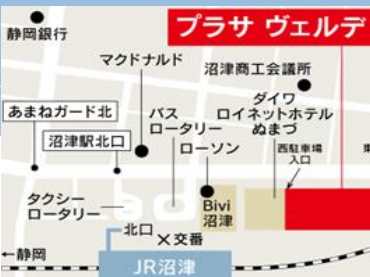 プラサ ヴェルデ
静岡銀行
マクドナルド
沼津商工会議所
あまねガード北
バス
ロータリー
ダイワ
ロイネットホテル
ぬまづ
沼津駅北口
ローソン
西駐車場
入口
東
タクシー
ロータリー
Bivi
沼津
北口
×交番
←静岡
JR沼津